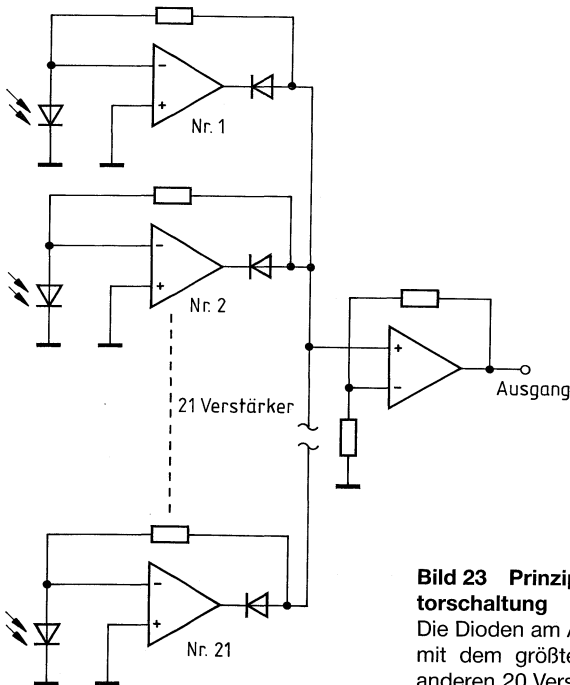 Nr. 1
Nr. 2
21 Verstärker
Ausgang
Nr. 21
Bild 23 Prinzip
torschaltung
Die Dioden am
mit dem größte
anderen 20 Vers